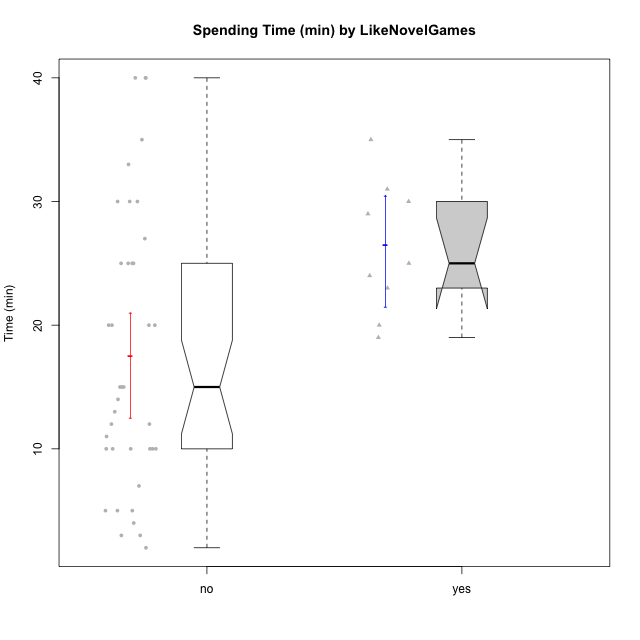 Spending Time (min) by LikeNovelGames
40
30
20
10
Time (min)
no
yes